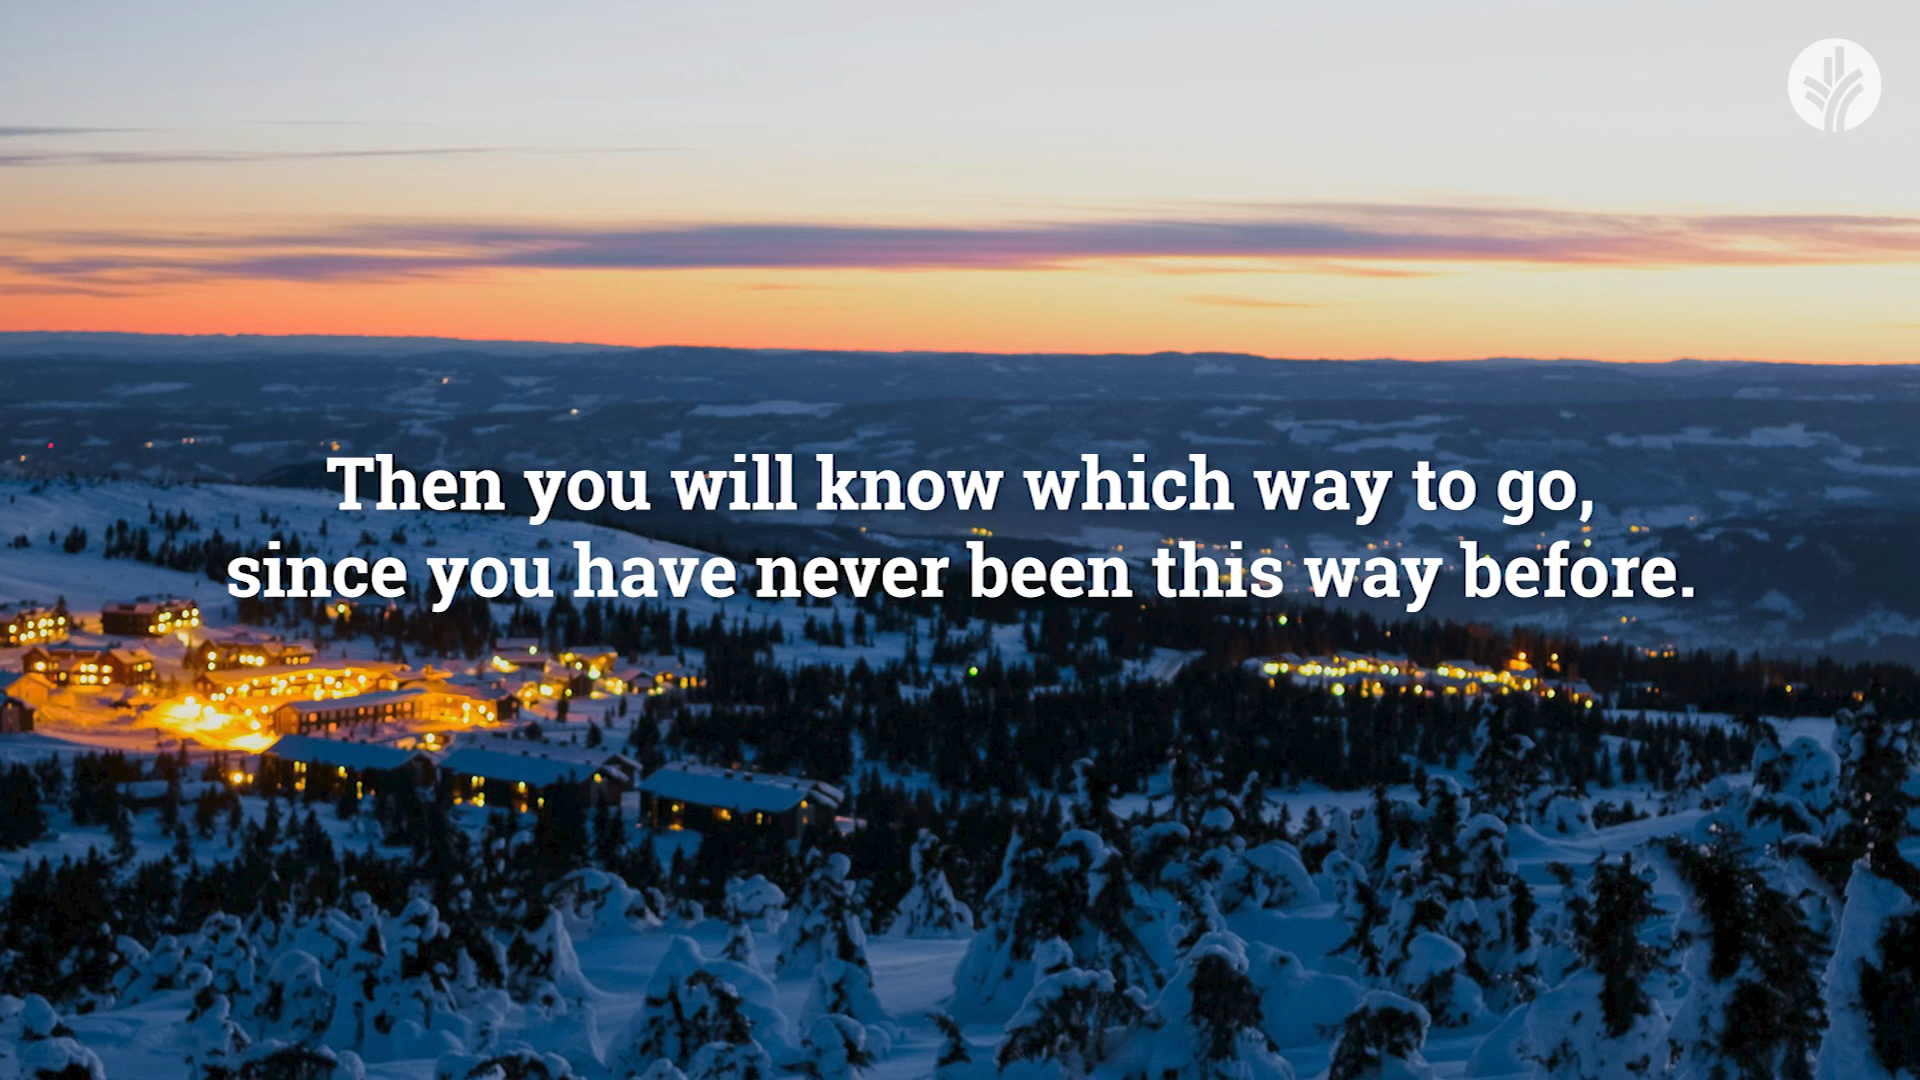 Then you will know which way to go,
since you have never been this way before.